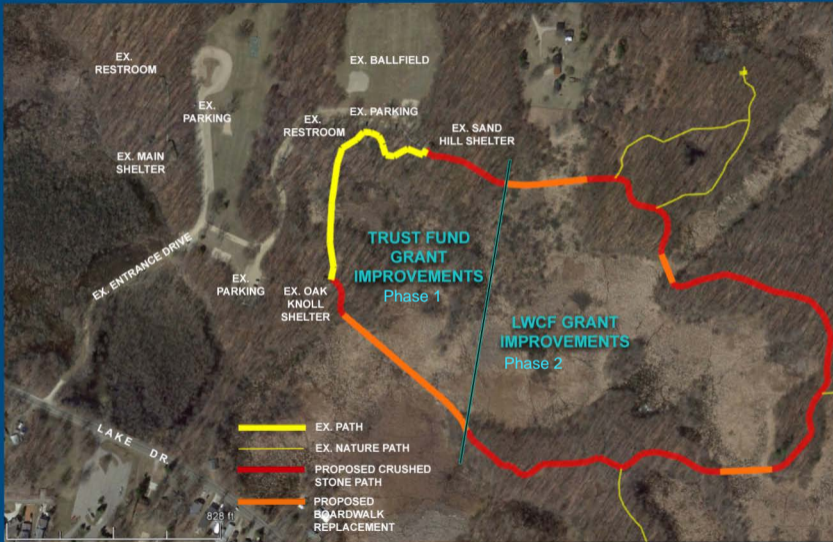 EX.
RESTROOM
EX. BALLFIELD
EX.
PARKING
EX. PARKING
EX.
RESTROOM
EX. SAND
HILL SHELTER
EX. MAIN
SHELTER
EX. ENTRANCE DRIVE
EX.
PARKING
EX. OAK
KNOLL
SHELTER
TRUST FUND
GRANT
IMPROVEMENTS
Phase 1
LWCF GRANT
IMPROVEMENTS
Phase 2
LAKE DR.
EX. PATH
EX. NATURE PATH
PROPOSED CRUSHED
STONE PATH
PROPOSED
BOARDWALK
REPLACEMENT
828 ft